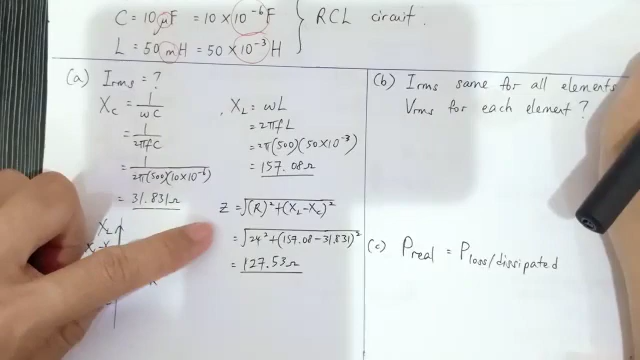 C = 10 μF = 10 × 10⁻⁶ F
L = 50 mH = 50 × 10⁻³ H
RCL circuit.
(a) Irms = ?
Xc = 1/ωC
= 1/2πfC
= 1/2π(500)(10×10⁻⁶)
= 31.831Ω
XL = ωL
= 2πfL
= 2π(500)(50×10⁻³)
= 157.08Ω
Z = √(R)² + (XL-Xc)²
= √24² + (157.08 - 31.831)²
= 127.53Ω
XL
(b) Irms same for all elements
Vrms for each element ?
(c) Preal = Ploss/dissipated